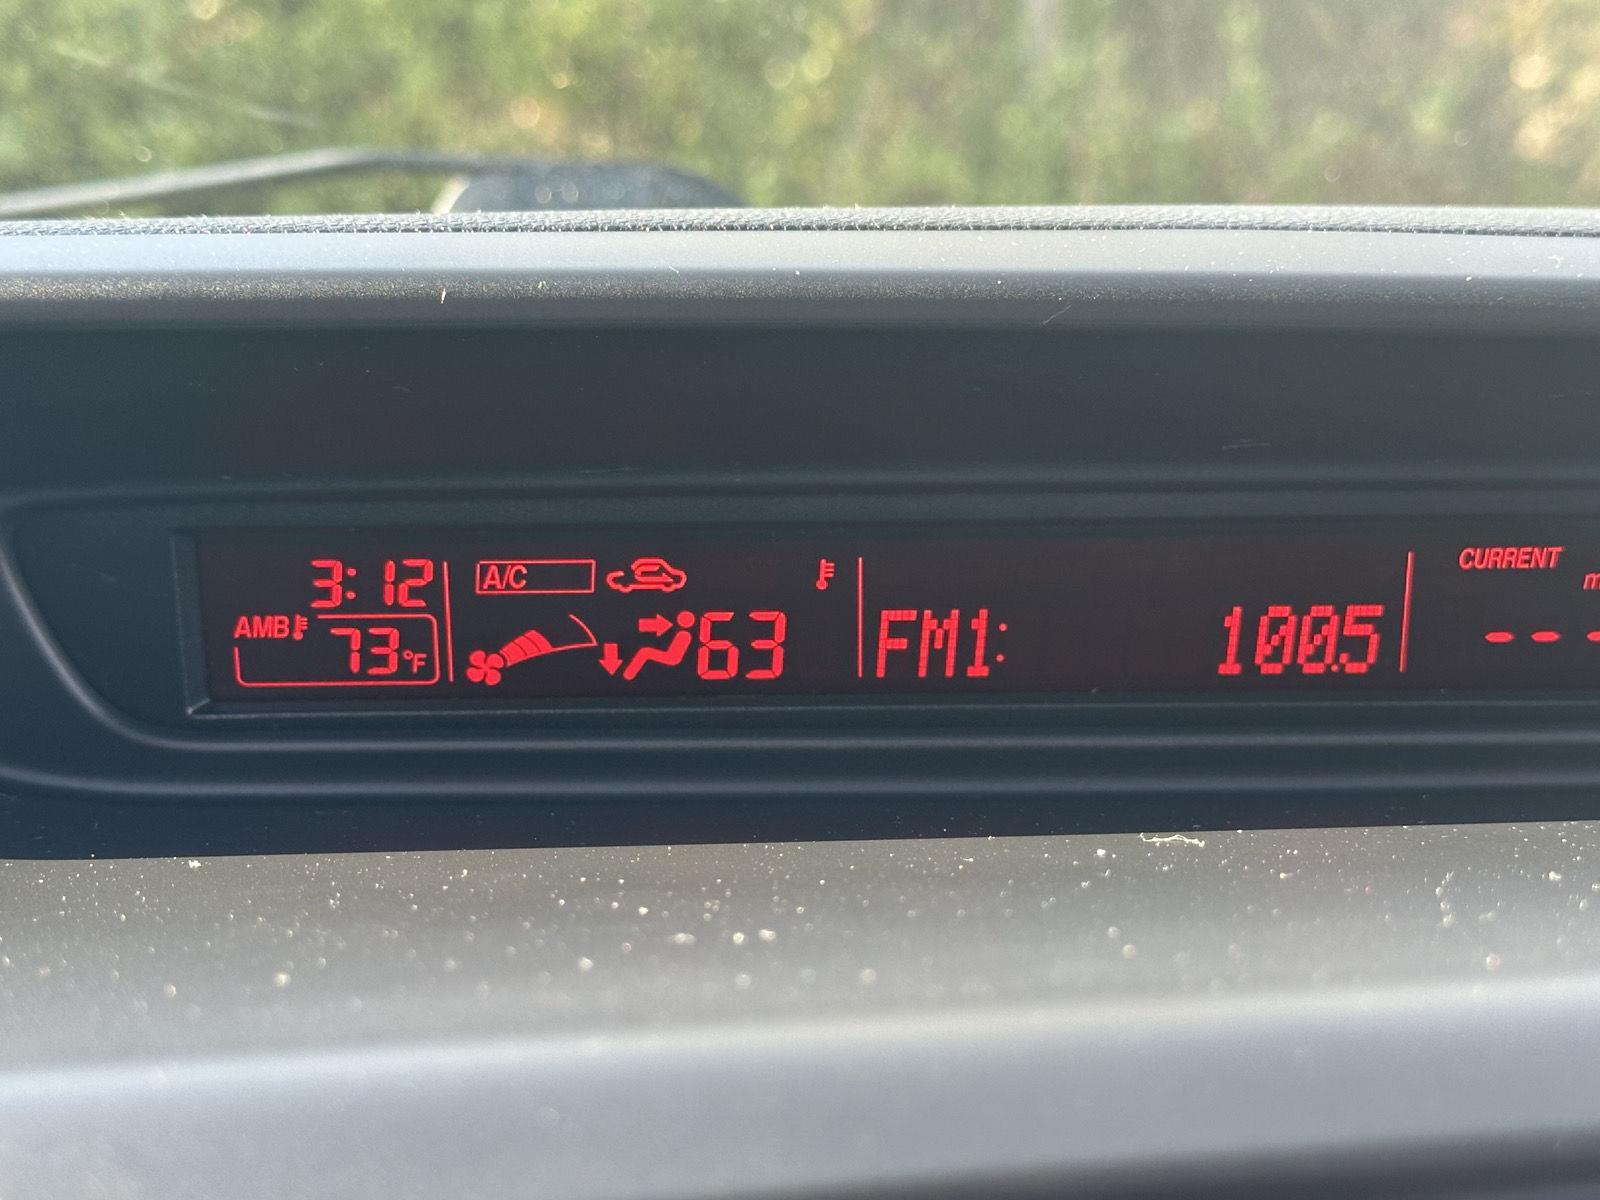 3:12
AMB 73°F
A/C
63
FM1: 100.5
CURRENT
---